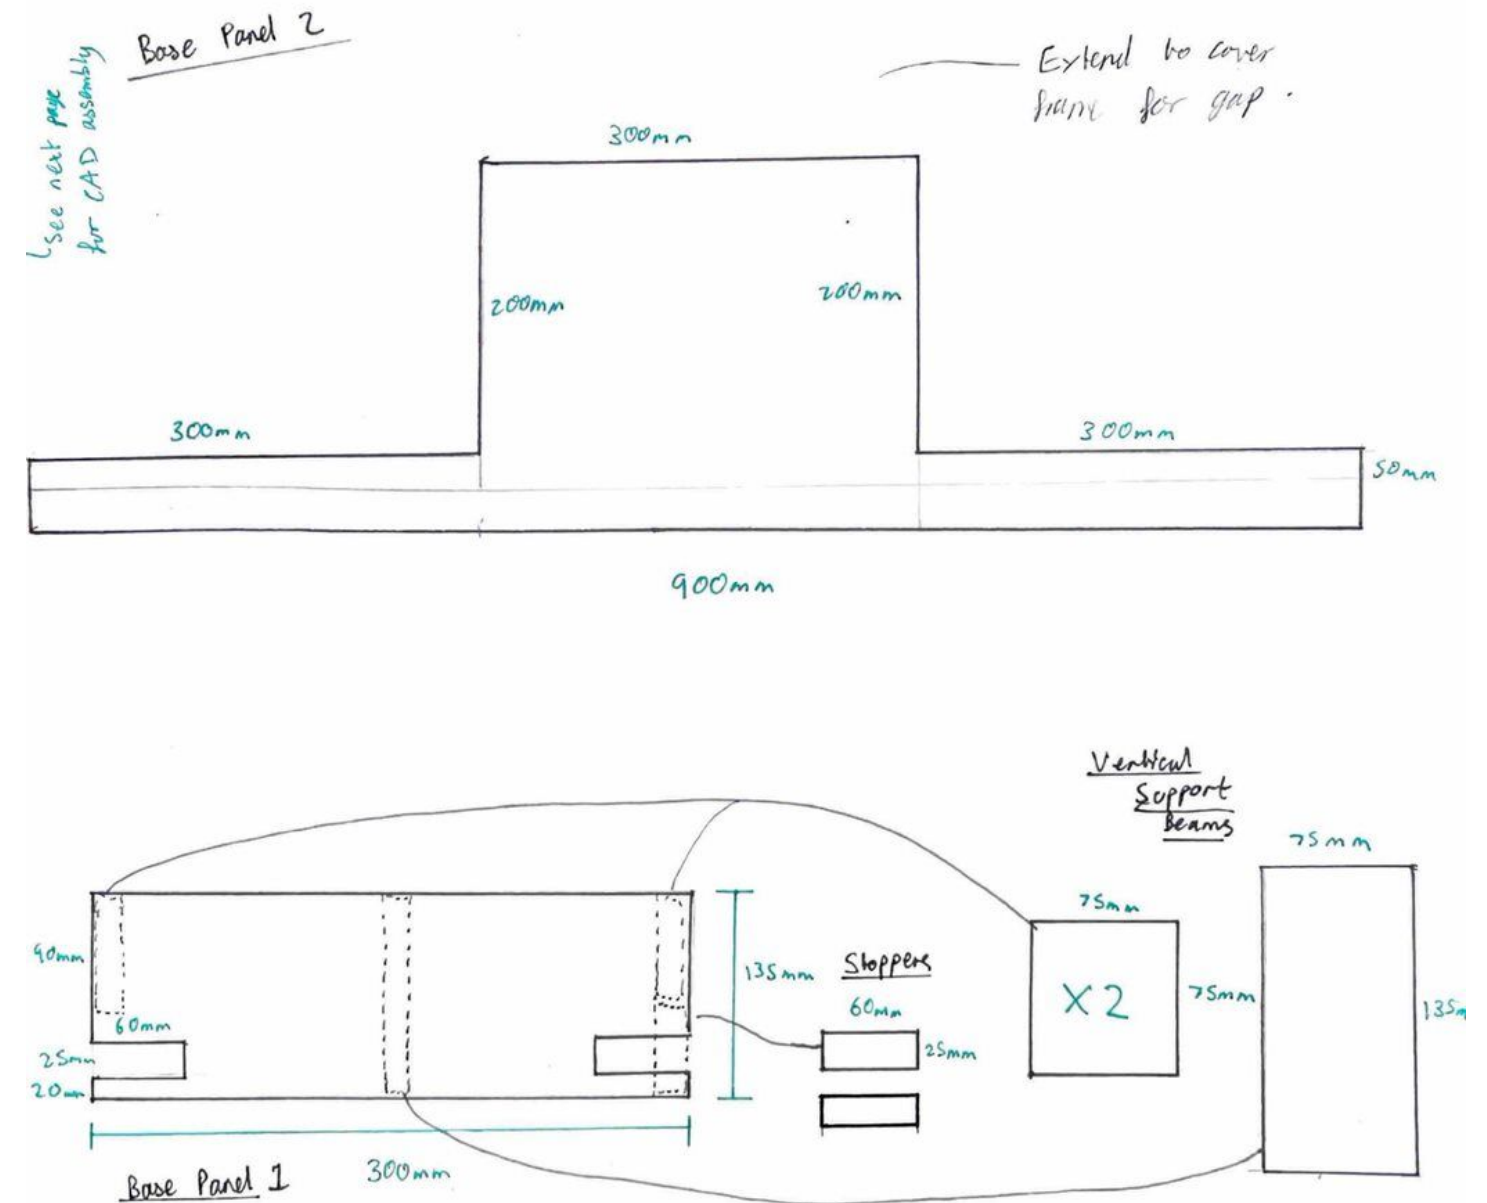 Base Panel 2
see next page
for CAD assembly
Extend to cover
frame for gap.
300mm
200mm
200mm
300mm
300mm
50mm
900mm
Vertical
Support
Beams
75mm
75mm
X2
75mm
135m
90mm
60mm
25mm
20mm
135mm
Stoppers
60mm
25mm
300mm
Base Panel 1